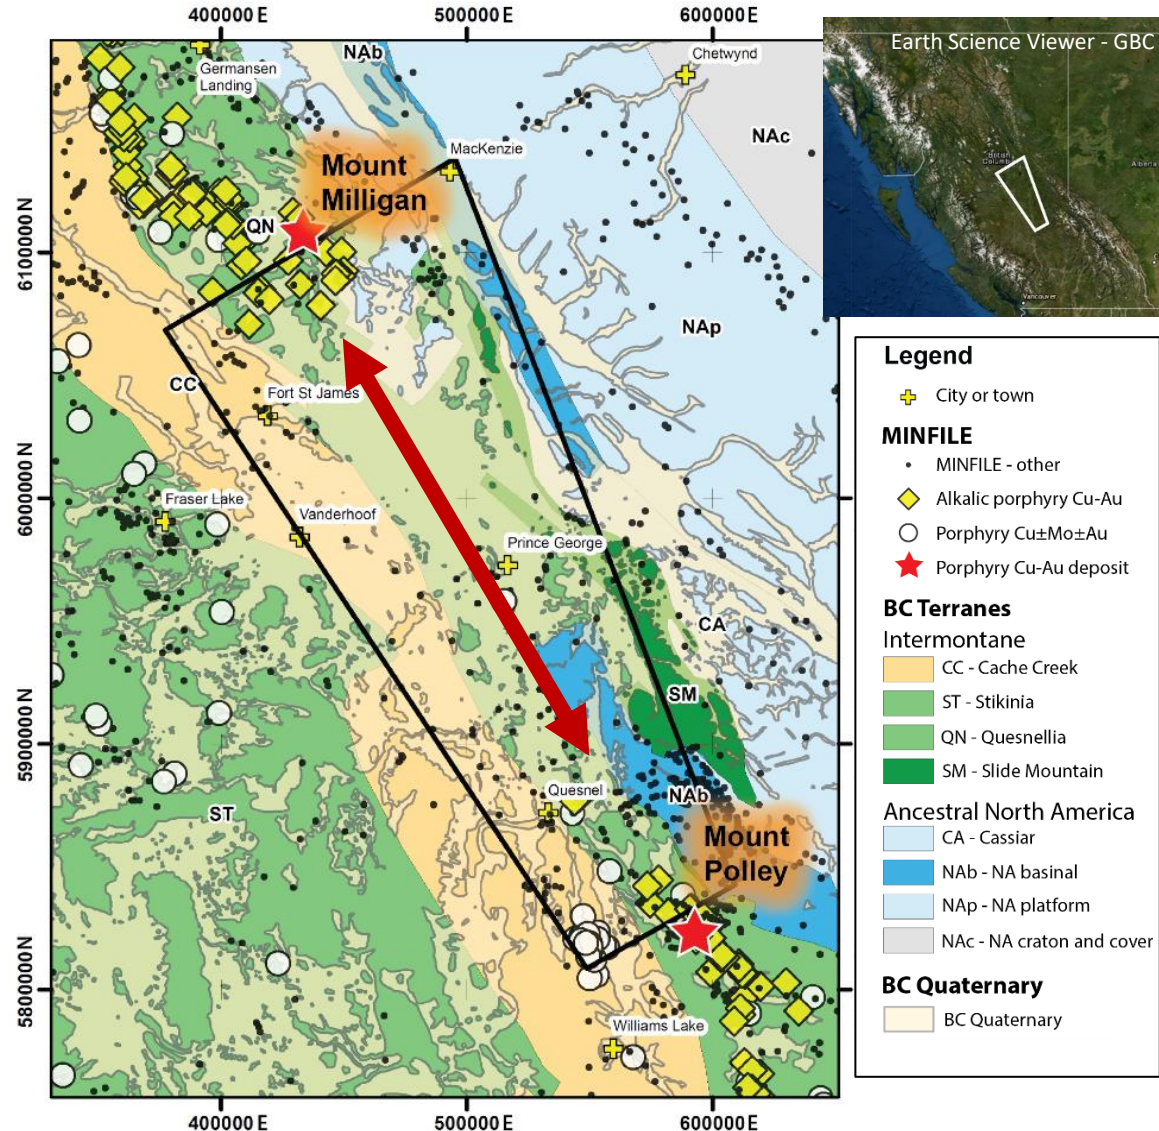 400000 E
500000 E
600000 E
NAb
Chetwynd
Germansen
Landing
NAc
MacKenzie
Mount
Milligan
QN
6100000 N
NAp
CC
Fort St James
6000000 N
Fraser Lake
Vanderhoof
Prince George
CA
SM
5900000 N
Quesnel
NAb
ST
Mount
Polley
5800000 N
Williams Lake
400000 E
500000 E
600000 E
Earth Science Viewer - GBC
British
Columbia
Alberta
Vancouver
Legend
City or town
MINFILE
MINFILE - other
Alkalic porphyry Cu-Au
Porphyry Cu±Mo±Au
Porphyry Cu-Au deposit
BC Terranes
Intermontane
CC - Cache Creek
ST - Stikinia
QN - Quesnellia
SM - Slide Mountain
Ancestral North America
CA - Cassiar
NAb - NA basinal
NAp - NA platform
NAc - NA craton and cover
BC Quaternary
BC Quaternary